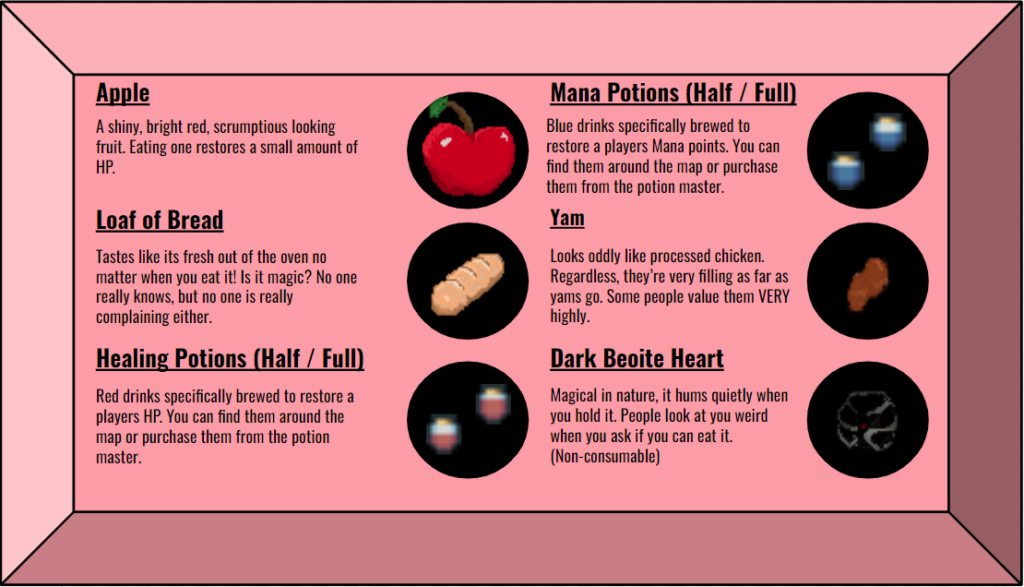 Apple
A shiny, bright red, scrumptious looking
fruit. Eating one restores a small amount of
HP.
Loaf of Bread
Tastes like its fresh out of the oven no
matter when you eat it! Is it magic? No one
really knows, but no one is really
complaining either.
Healing Potions (Half / Full)
Red drinks specifically brewed to restore a
players HP. You can find them around the
map or purchase them from the potion
master.
Mana Potions (Half / Full)
Blue drinks specifically brewed to
restore a players Mana points. You can
find them around the map or purchase
them from the potion master.
Yam
Looks oddly like processed chicken.
Regardless, they're very filling as far as
yams go. Some people value them VERY
highly.
Dark Beoite Heart
Magical in nature, it hums quietly when
you hold it. People look at you weird
when you ask if you can eat it.
(Non-consumable)